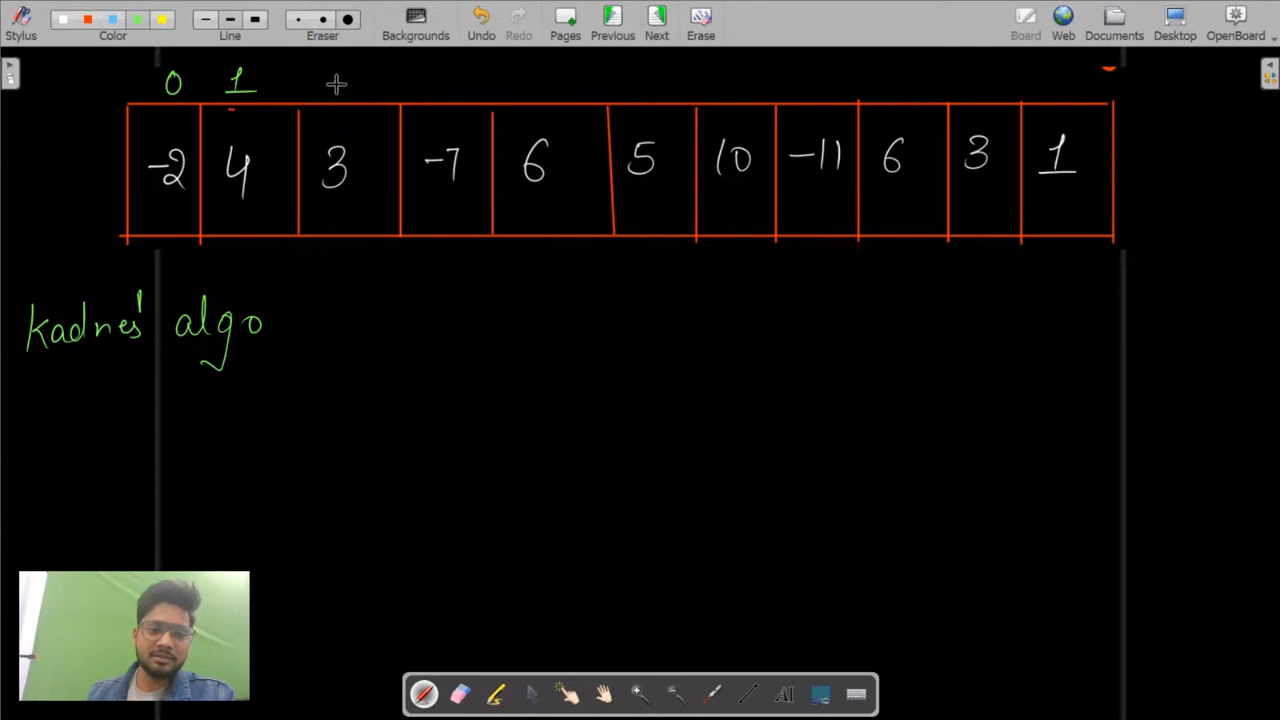 Stylus Color Line Eraser Backgrounds Undo Redo Pages Previous Next Erase Board Web Documents Desktop OpenBoard
0 1
-2 4 3 -7 6 5 10 -11 6 3 1
kadnes' algo
AI